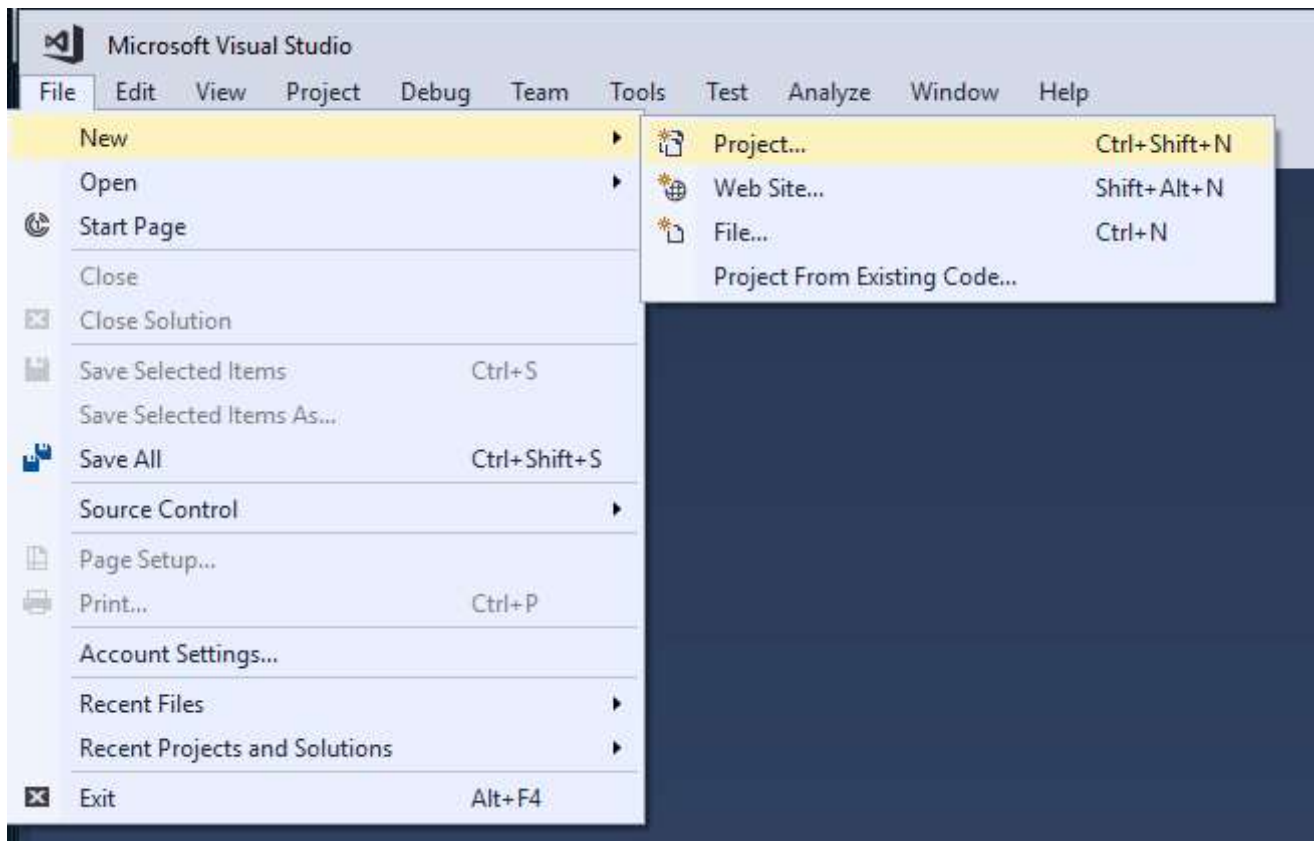 Microsoft Visual Studio
File Edit View Project Debug Team Tools Test Analyze Window Help
New
Open
Start Page
Close
Close Solution
Save Selected Items Ctrl+S
Save Selected Items As...
Save All Ctrl+Shift+S
Source Control
Page Setup...
Print... Ctrl+P
Account Settings...
Recent Files
Recent Projects and Solutions
Exit Alt+F4
Project... Ctrl+Shift+N
Web Site... Shift+Alt+N
File... Ctrl+N
Project From Existing Code...